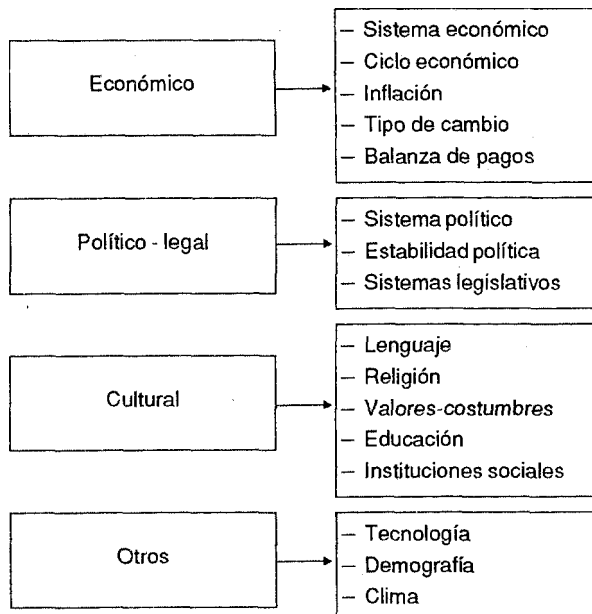 Económico
– Sistema económico
– Ciclo económico
– Inflación
– Tipo de cambio
– Balanza de pagos
Político - legal
– Sistema político
– Estabilidad política
– Sistemas legislativos
Cultural
– Lenguaje
– Religión
– Valores-costumbres
– Educación
– Instituciones sociales
Otros
– Tecnología
– Demografía
– Clima